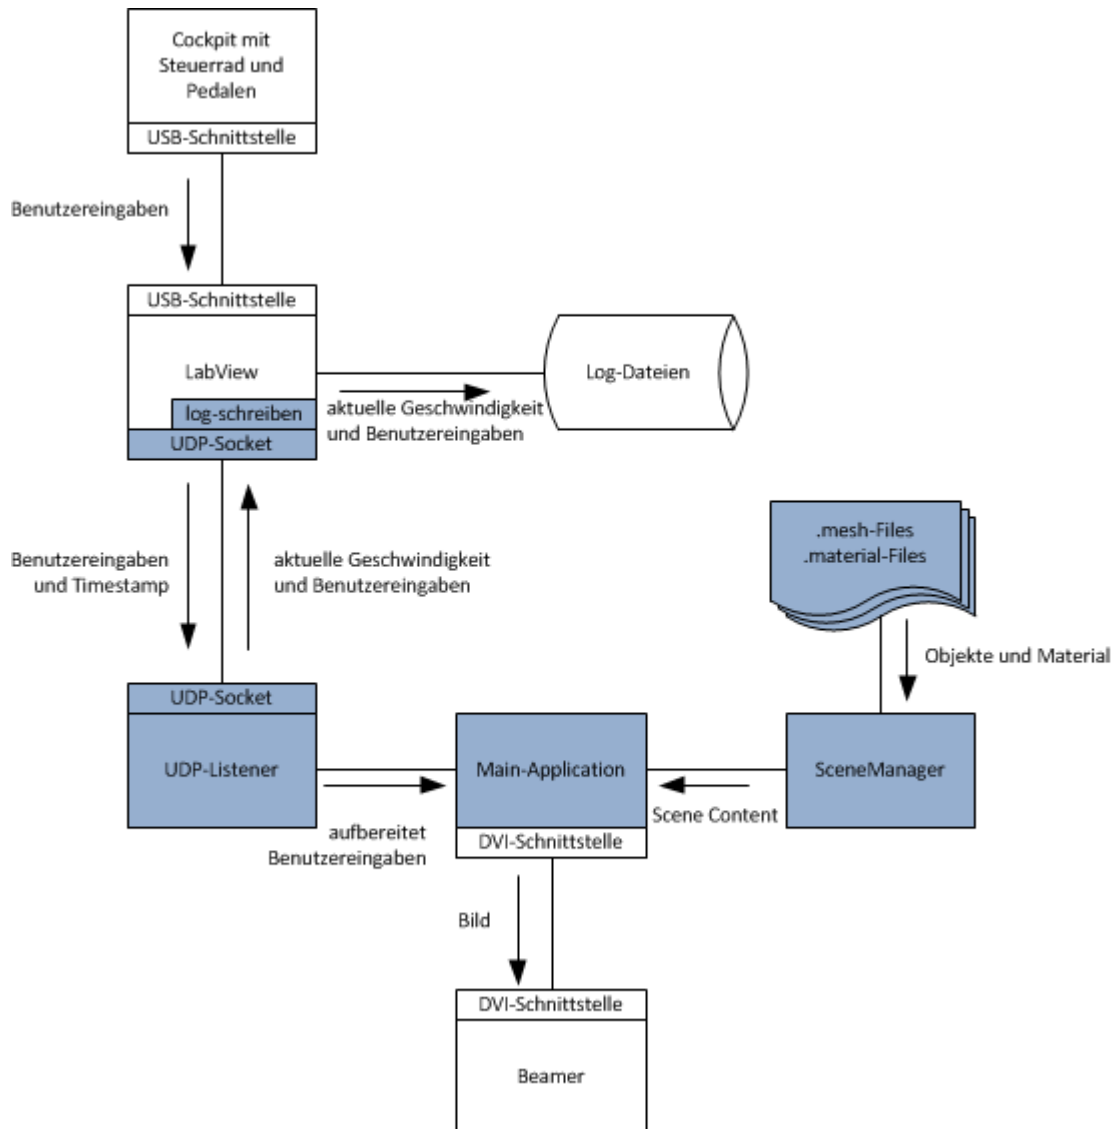 Cockpit mit
Steuerrad und
Pedalen
USB-Schnittstelle
Benutzereingaben
USB-Schnittstelle
LabView
log-schreiben
UDP-Socket
aktuelle Geschwindigkeit
und Benutzereingaben
Log-Dateien
Benutzereingaben
und Timestamp
aktuelle Geschwindigkeit
und Benutzereingaben
.mesh-Files
.material-Files
Objekte und Material
UDP-Socket
UDP-Listener
aufbereitet
Benutzereingaben
Main-Application
DVI-Schnittstelle
Scene Content
SceneManager
Bild
DVI-Schnittstelle
Beamer